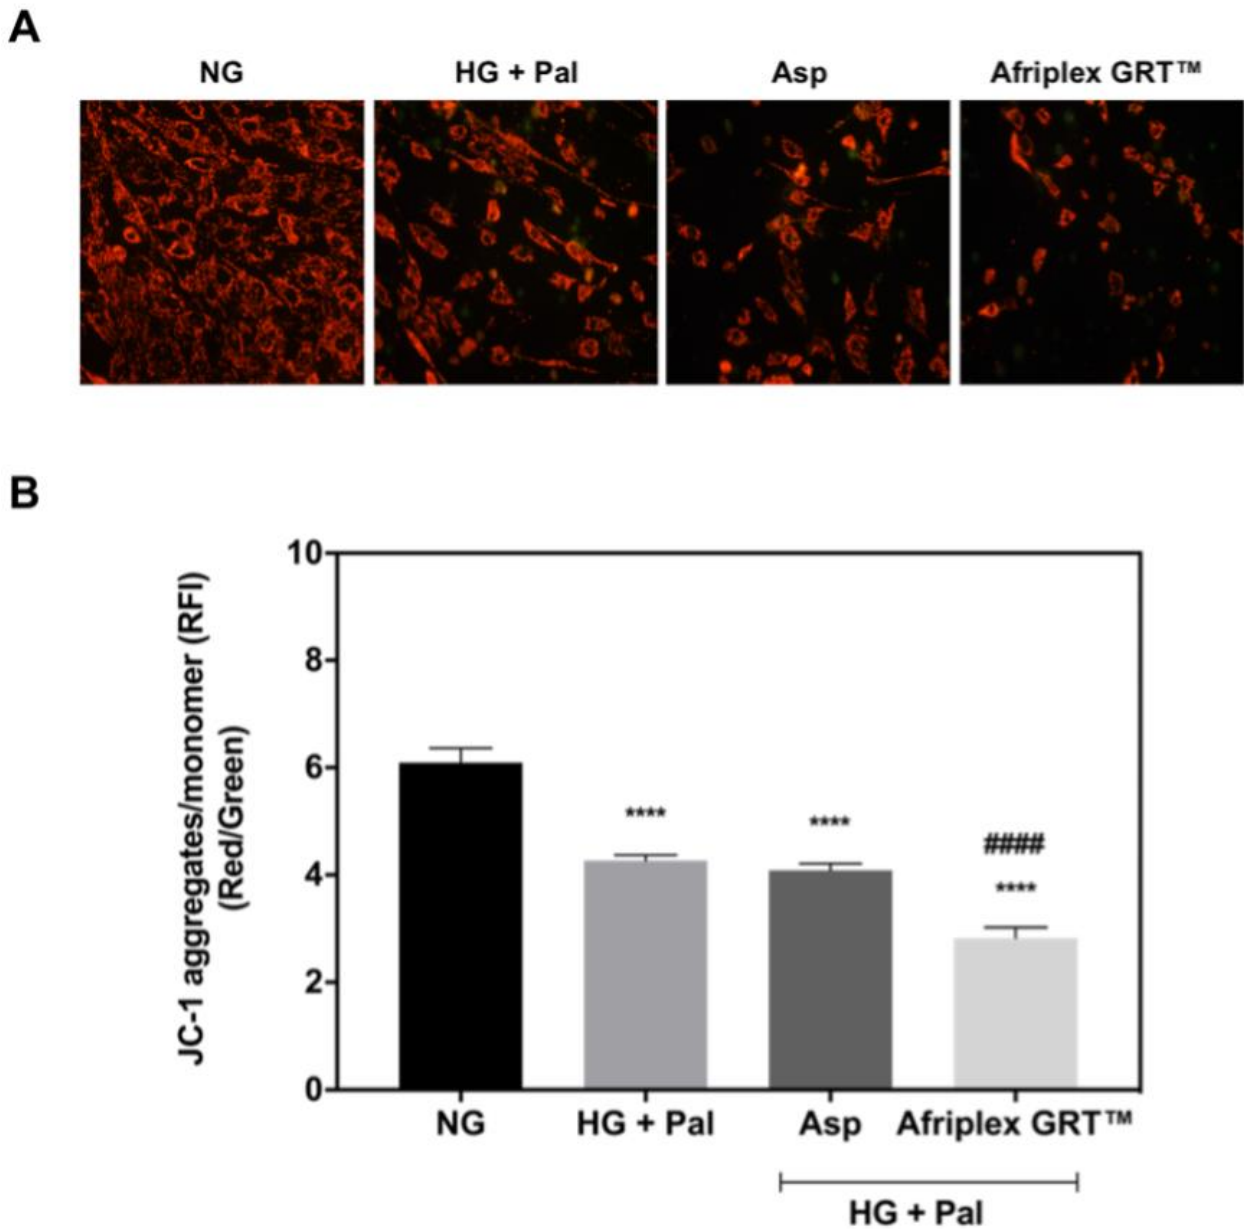 A
NG HG + Pal Asp Afriplex GRT™
B
JC-1 aggregates/monomer (RFI)
(Red/Green)
10
8
6
4
2
0
****
****
####
****
NG HG + Pal Asp Afriplex GRT™
HG + Pal